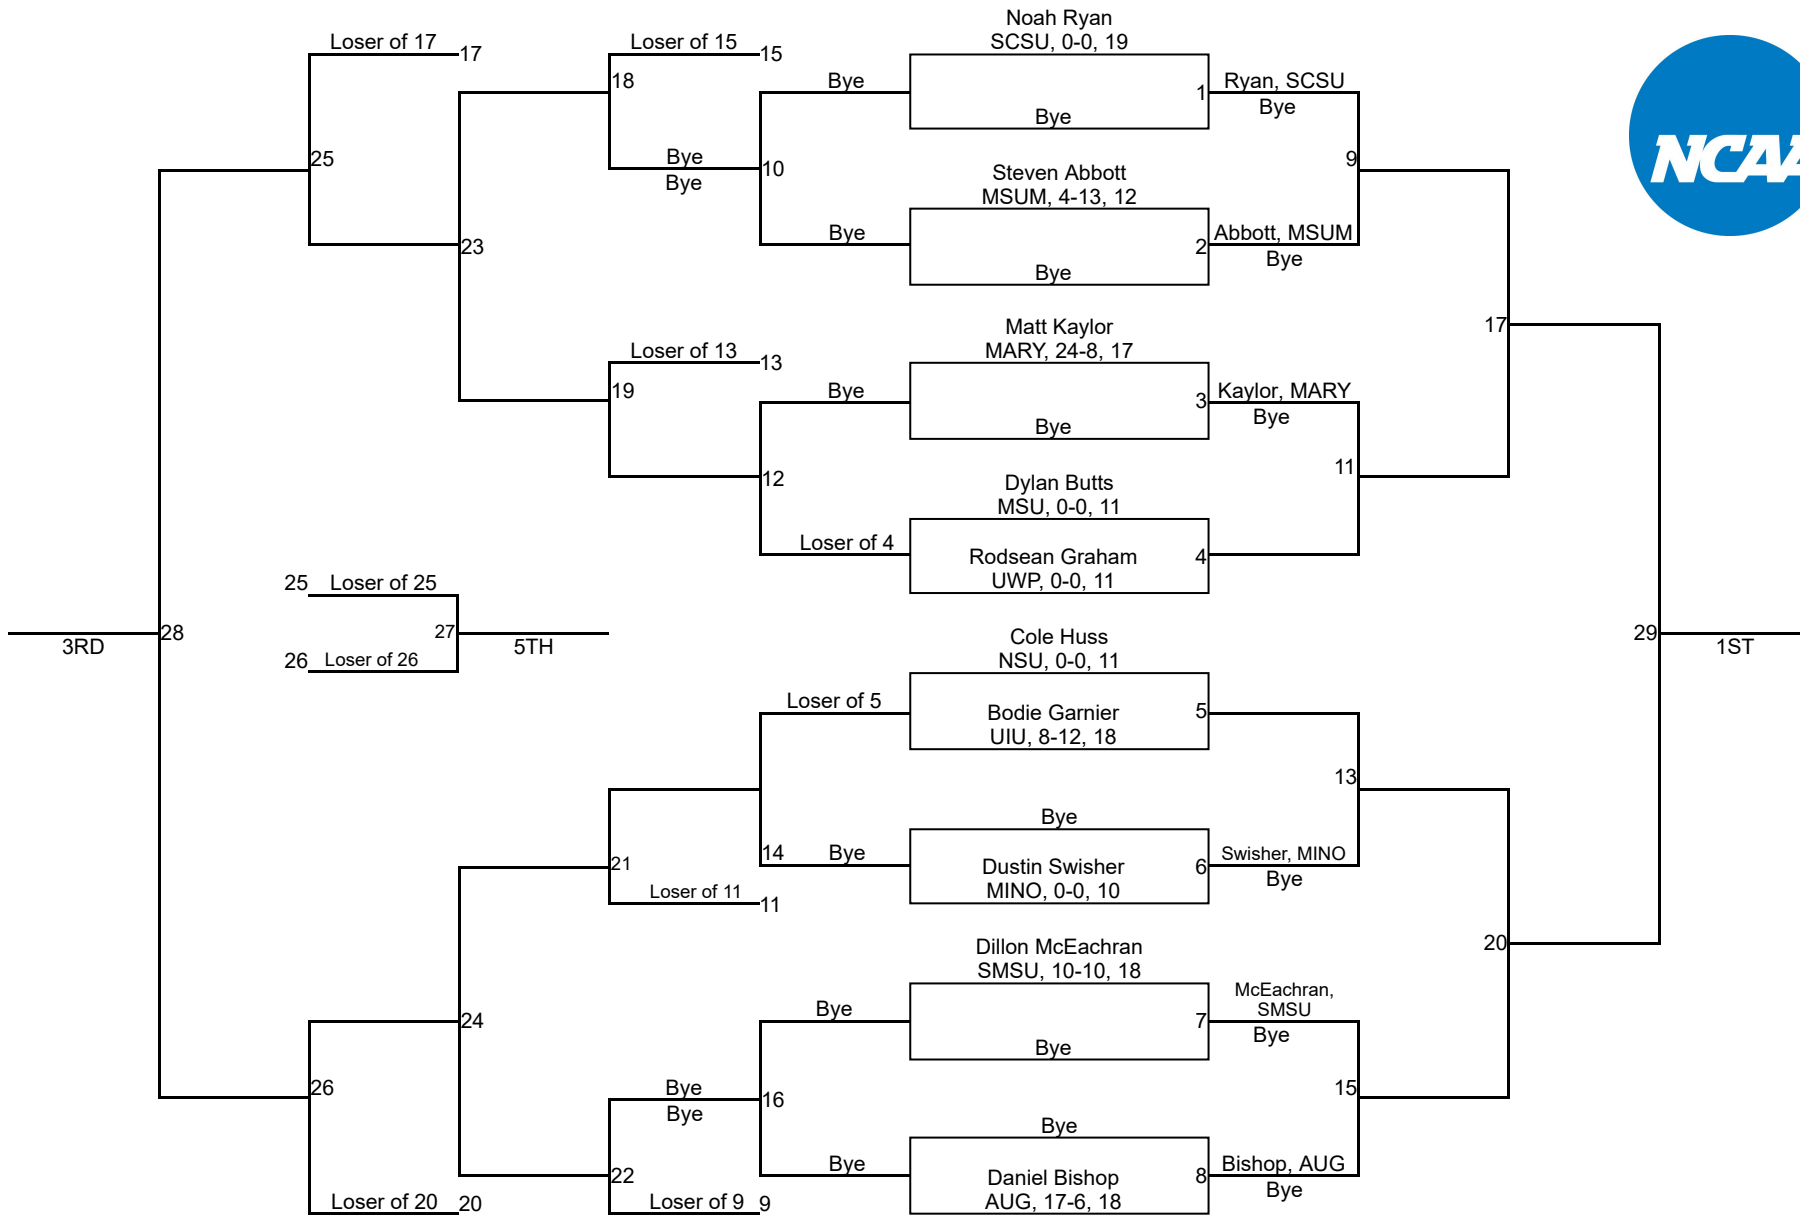 Noah Ryan
SCSU, 0-0, 19
Loser of 17
17
Loser of 15
15
18
Bye
1
Ryan, SCSU
Bye
Bye
NCAA
25
Bye
Bye
10
9
Steven Abbott
MSUM, 4-13, 12
23
Bye
2
Abbott, MSUM
Bye
Bye
Matt Kaylor
MARY, 24-8, 17
17
Loser of 13
13
19
Bye
3
Kaylor, MARY
Bye
Bye
12
11
Dylan Butts
MSU, 0-0, 11
Loser of 4
Rodsean Graham
UWP, 0-0, 11
4
25
Loser of 25
3RD
28
27
5TH
26
Loser of 26
29
1ST
Cole Huss
NSU, 0-0, 11
Loser of 5
Bodie Garnier
UIU, 8-12, 18
5
13
Bye
21
14
Bye
Dustin Swisher
MINO, 0-0, 10
6
Swisher, MINO
Bye
Loser of 11
11
20
Dillon McEachran
SMSU, 10-10, 18
24
Bye
7
McEachran,
SMSU
Bye
Bye
26
Bye
Bye
16
15
Bye
22
Bye
Daniel Bishop
AUG, 17-6, 18
8
Bishop, AUG
Bye
Loser of 20
20
Loser of 9
9